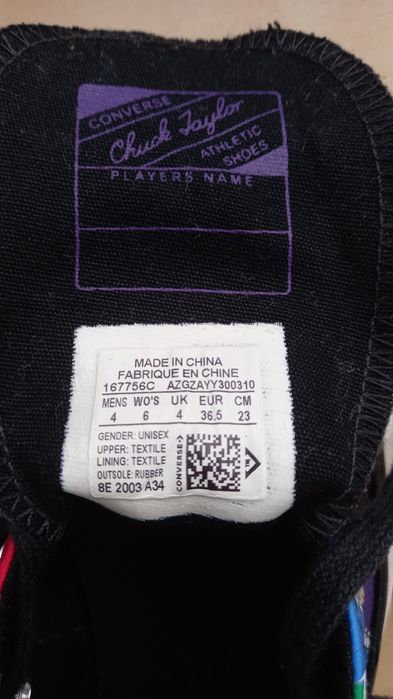 CONVERSE
Chuck Taylor
ATHLETIC
SHOES
PLAYERS NAME
MADE IN CHINA
FABRIQUE EN CHINE
167756C AZGZAYY300310
MENS WO'S UK EUR CM
4 6 4 36.5 23
GENDER: UNISEX
UPPER: TEXTILE
LINING: TEXTILE
OUTSOLE: RUBBER
8E 2003 A34
CONVERSE